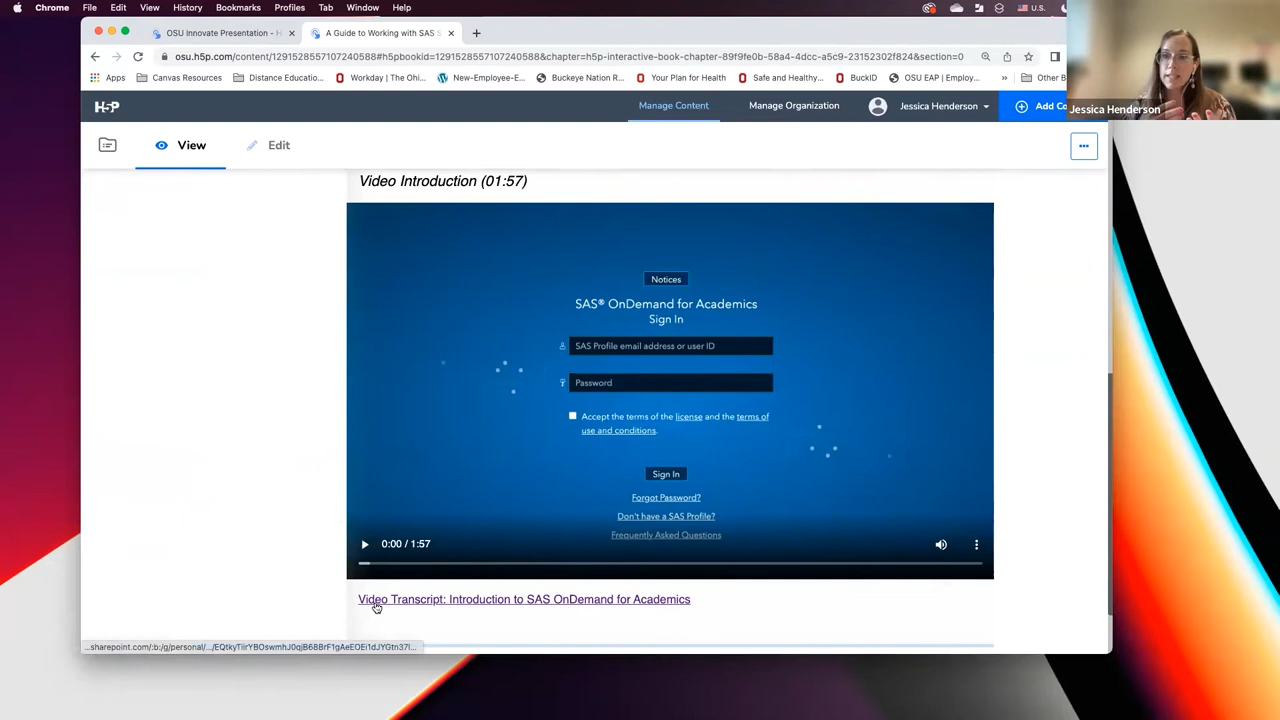 Chrome File Edit View History Bookmarks Profiles Tab Window Help U.S.
OSU Innovate Presentation - H
A Guide to Working with SAS S
osu.h5p.com/content/1291528557107240588#h5pbookid=1291528557107240588&chapter=h5p-interactive-book-chapter-89f9fe0b-58a4-4dcc-a5c9-23152302f824&section=0
Apps Canvas Resources Distance Educatio... Workday | The Ohi... New-Employee-E... Buckeye Nation R... Your Plan for Health Safe and Healthy... BuckID OSU EAP | Employ... » Other B
Jessica Henderson
H5P Manage Content Manage Organization Jessica Henderson Add Co
View Edit
Video Introduction (01:57)
Notices
SAS® OnDemand for Academics
Sign In
SAS Profile email address or user ID
Password
Accept the terms of the license and the terms of
use and conditions.
Sign In
Forgot Password?
Don't have a SAS Profile?
Frequently Asked Questions
0:00 / 1:57
Video Transcript: Introduction to SAS OnDemand for Academics